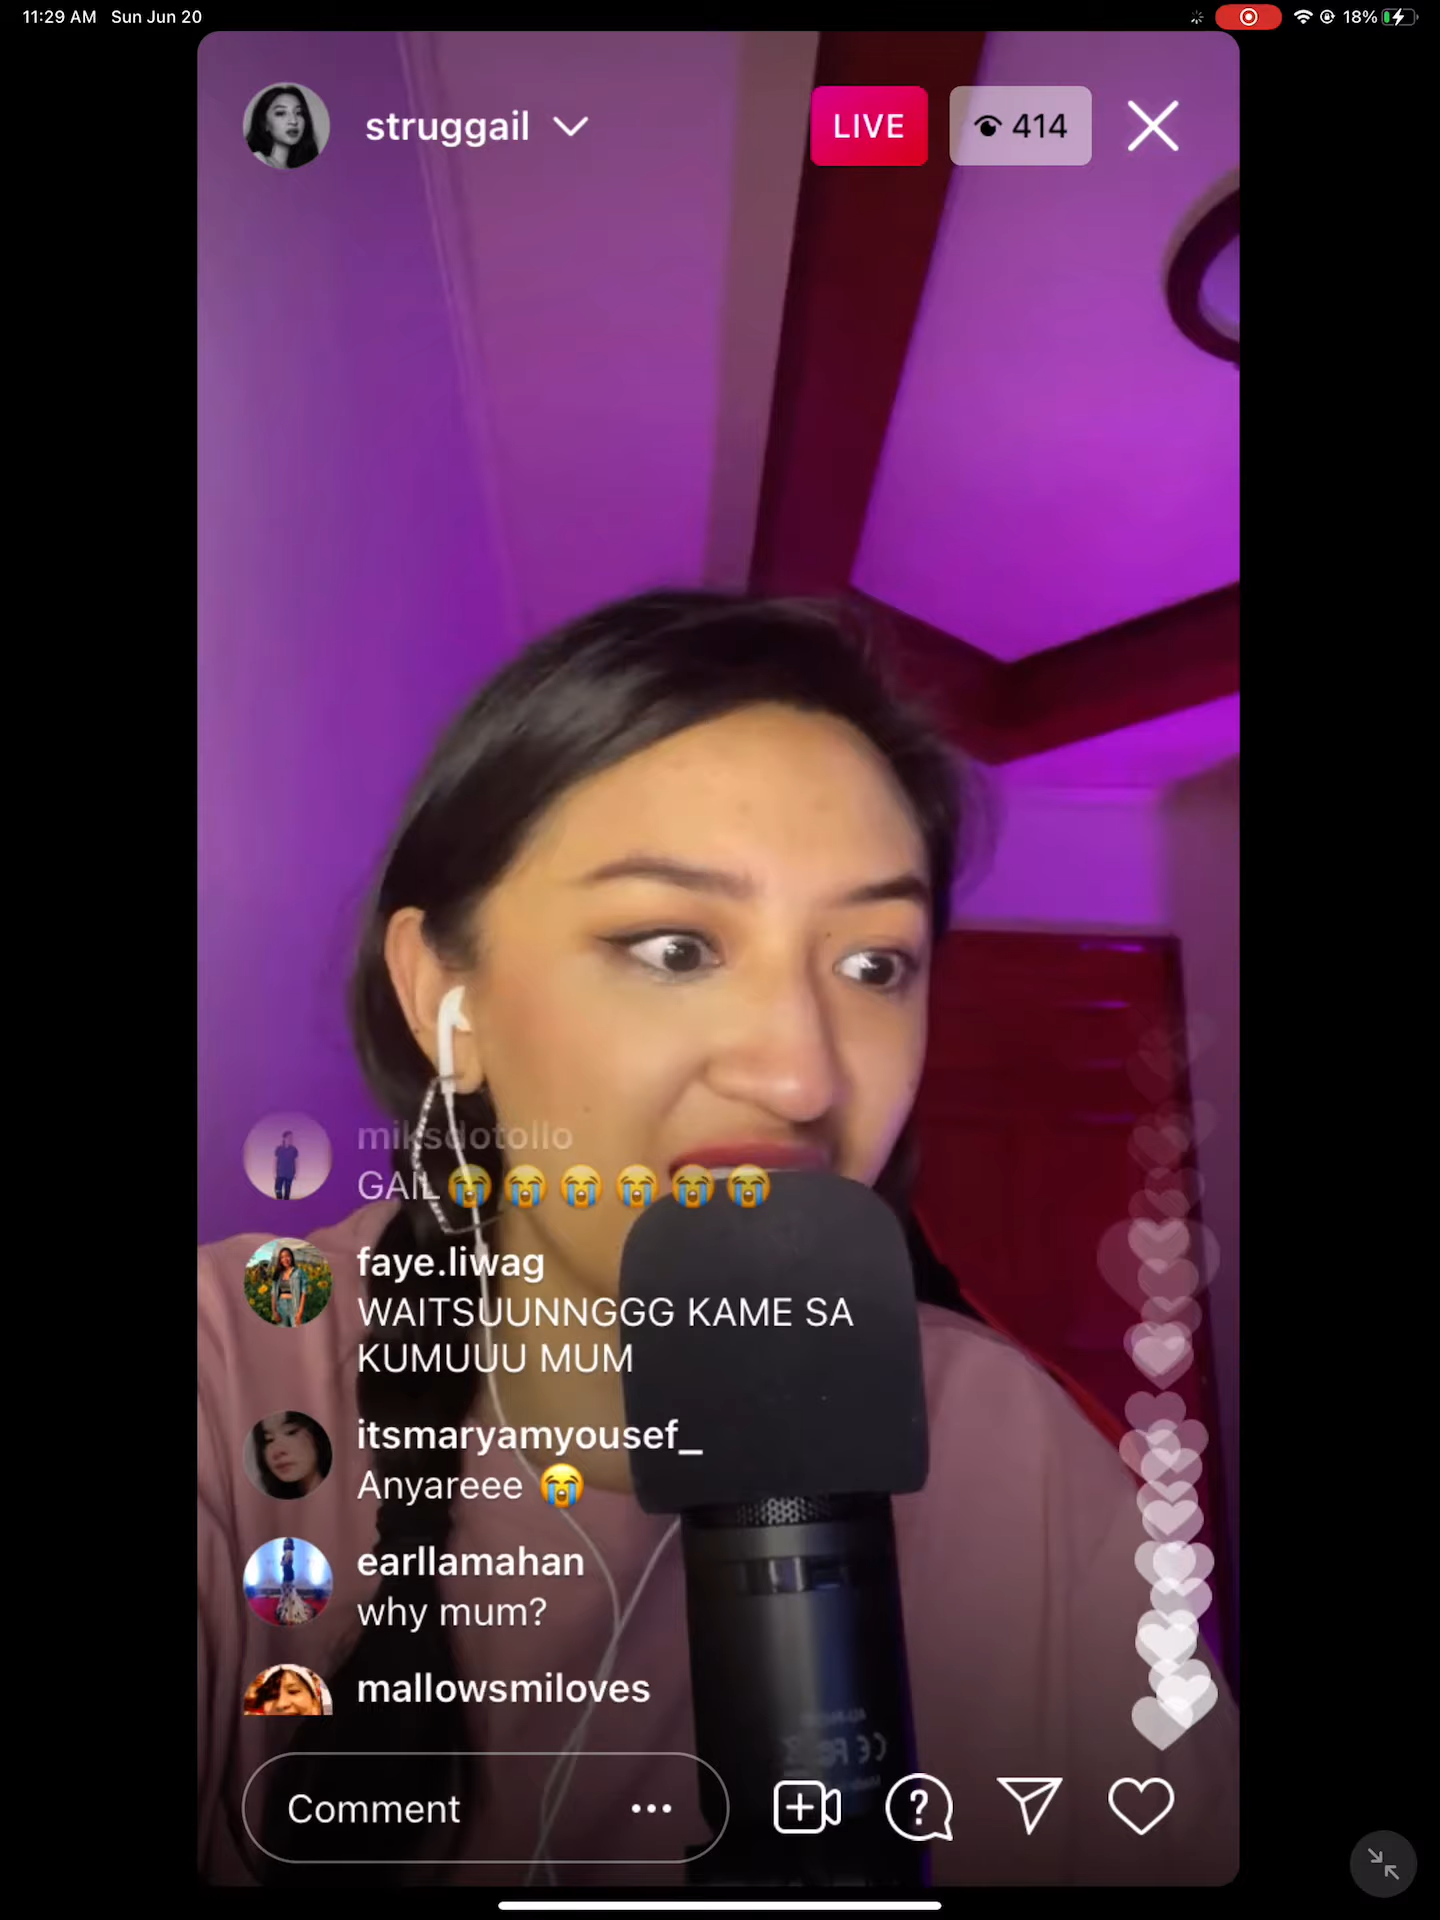 11:29 AM Sun Jun 20
18%
struggail
LIVE
414
miksdotollo
GAIL 😭😭😭😭😭😭
faye.liwag
WAITSUUNNGGG KAME SA
KUMUUU MUM
itsmaryamyousef_
Anyareee 😭
earllamahan
why mum?
mallowsmiloves
Comment